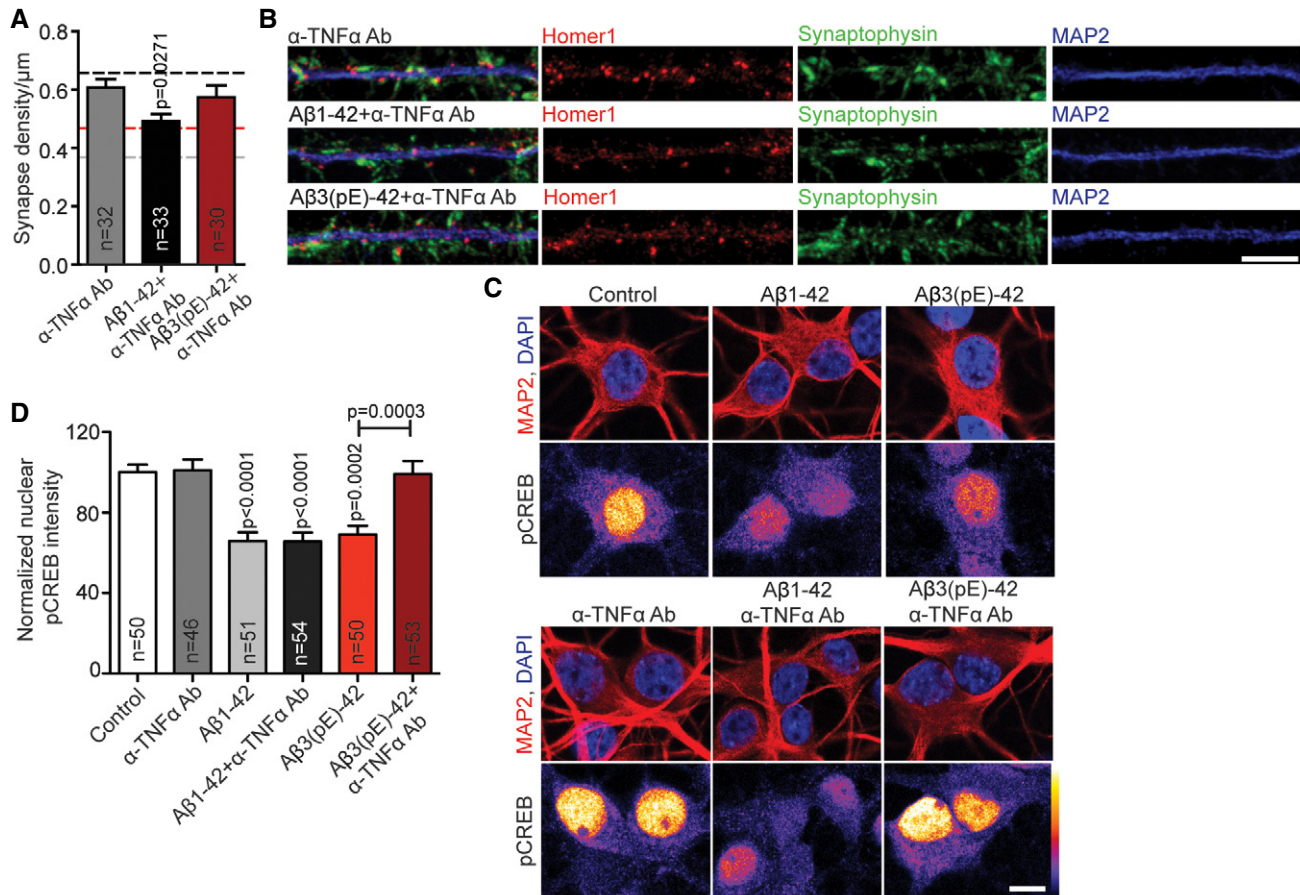 A
Synapse density/μm
0.8
0.6
0.4
0.2
0.0
p=0.0271
n=32
n=33
n=30
α-TNFα Ab
Aβ1-42+
α-TNFα Ab
Aβ3(pE)-42+
α-TNFα Ab
B
α-TNFα Ab
Homer1
Synaptophysin
MAP2
Aβ1-42+α-TNFα Ab
Homer1
Synaptophysin
MAP2
Aβ3(pE)-42+α-TNFα Ab
Homer1
Synaptophysin
MAP2
C
Control
Aβ1-42
Aβ3(pE)-42
MAP2, DAPI
pCREB
α-TNFα Ab
Aβ1-42
α-TNFα Ab
Aβ3(pE)-42
α-TNFα Ab
MAP2, DAPI
pCREB
D
Normalized nuclear
pCREB intensity
120
80
40
0
p<0.0001
p<0.0001
p=0.0002
p=0.0003
n=50
n=46
n=51
n=54
n=50
n=53
Control
α-TNFα Ab
Aβ1-42
Aβ1-42+α-TNFα Ab
Aβ3(pE)-42
Aβ3(pE)-42+
α-TNFα Ab